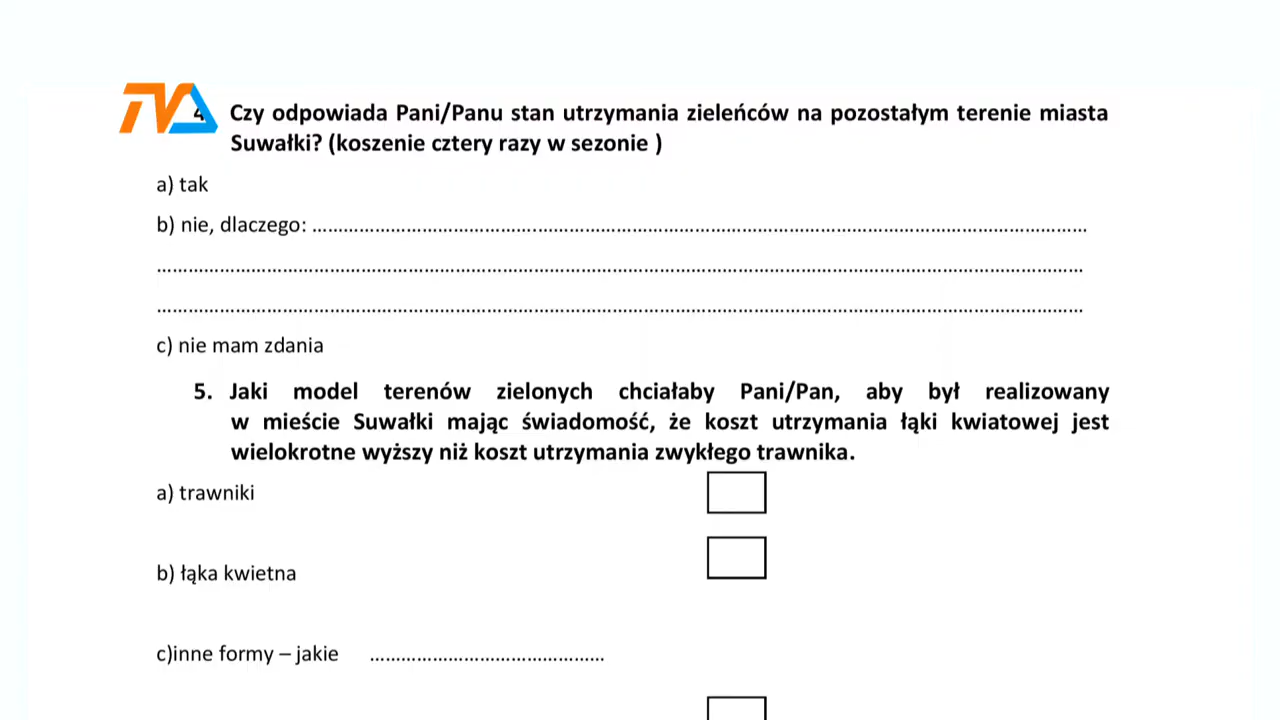 TVA
4 Czy odpowiada Pani/Panu stan utrzymania zieleńców na pozostałym terenie miasta
Suwałki? (koszenie cztery razy w sezonie )
a) tak
b) nie, dlaczego: ……………………………………………………………………………………………
………………………………………………………………………………………………………………
………………………………………………………………………………………………………………
c) nie mam zdania
5. Jaki model terenów zielonych chciałaby Pani/Pan, aby był realizowany
w mieście Suwałki mając świadomość, że koszt utrzymania łąki kwiatowej jest
wielokrotne wyższy niż koszt utrzymania zwykłego trawnika.
a) trawniki
b) łąka kwietna
c)inne formy – jakie ………………………………………